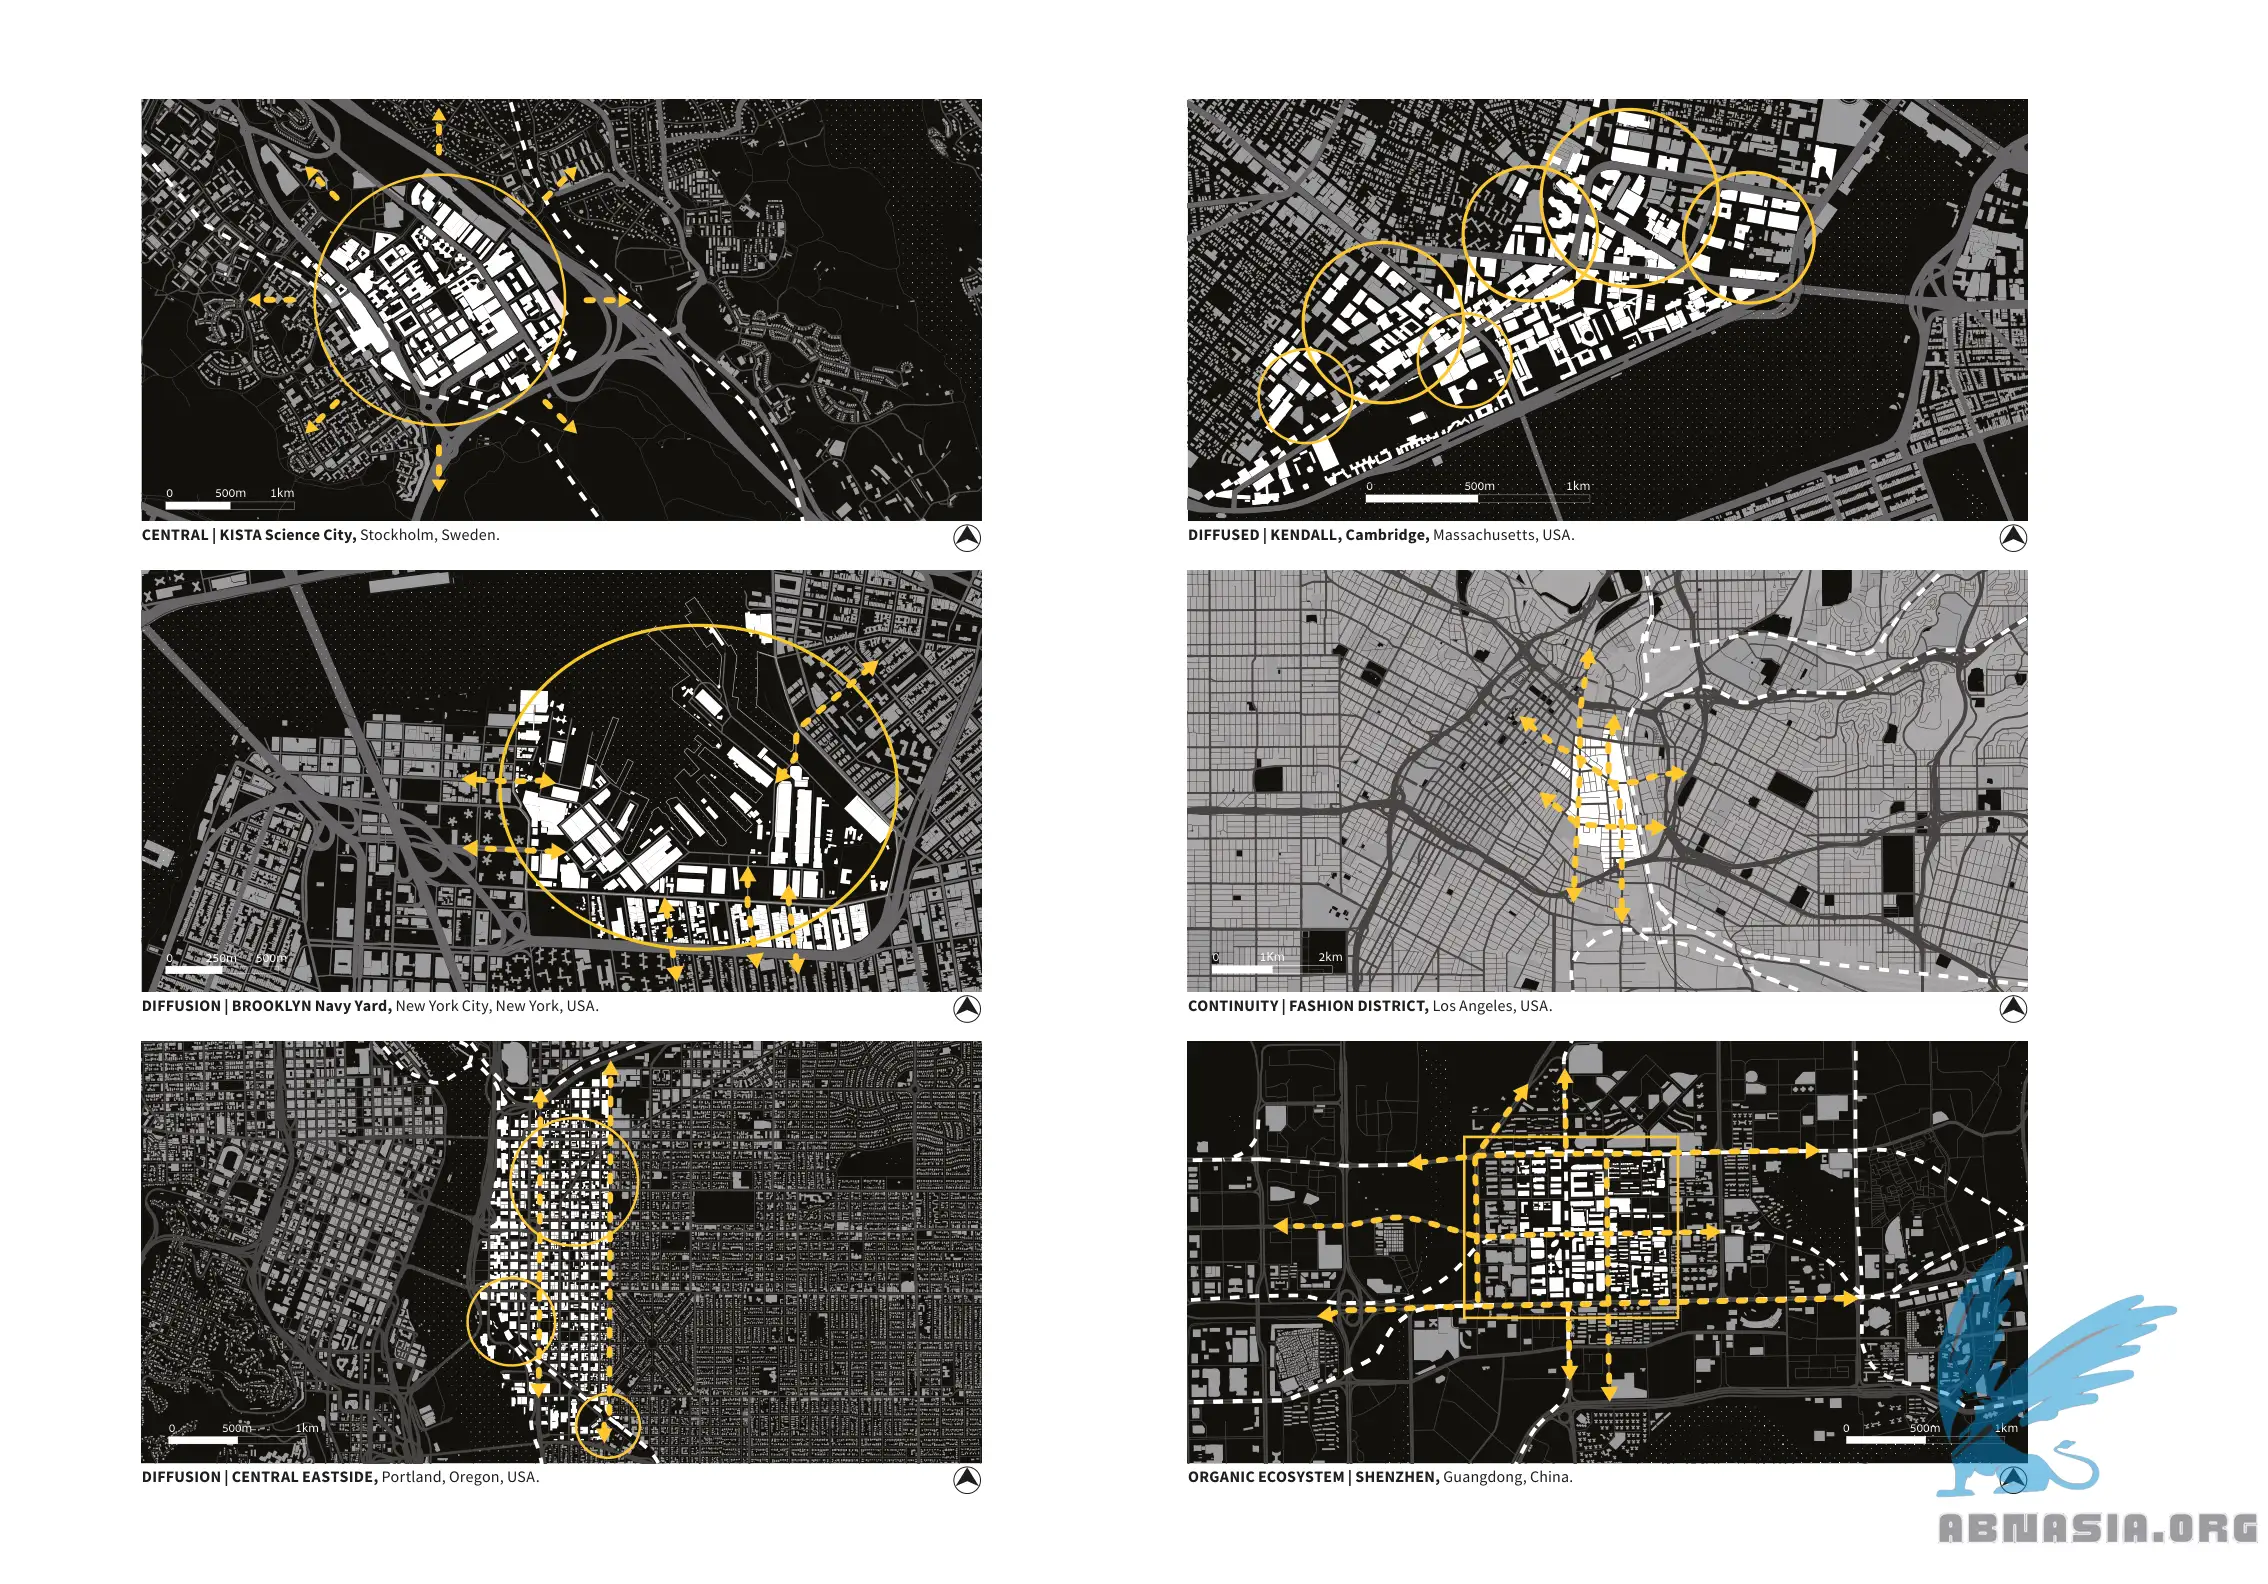 0 500m 1km
CENTRAL | KISTA Science City, Stockholm, Sweden.
0 500m 1km
DIFFUSED | KENDALL, Cambridge, Massachusetts, USA.
0 250m 500m
DIFFUSION | BROOKLYN Navy Yard, New York City, New York, USA.
0 1Km 2km
CONTINUITY | FASHION DISTRICT, Los Angeles, USA.
0 500m 1km
DIFFUSION | CENTRAL EASTSIDE, Portland, Oregon, USA.
0 500m 1km
ORGANIC ECOSYSTEM | SHENZHEN, Guangdong, China.
ABNASIA.ORG